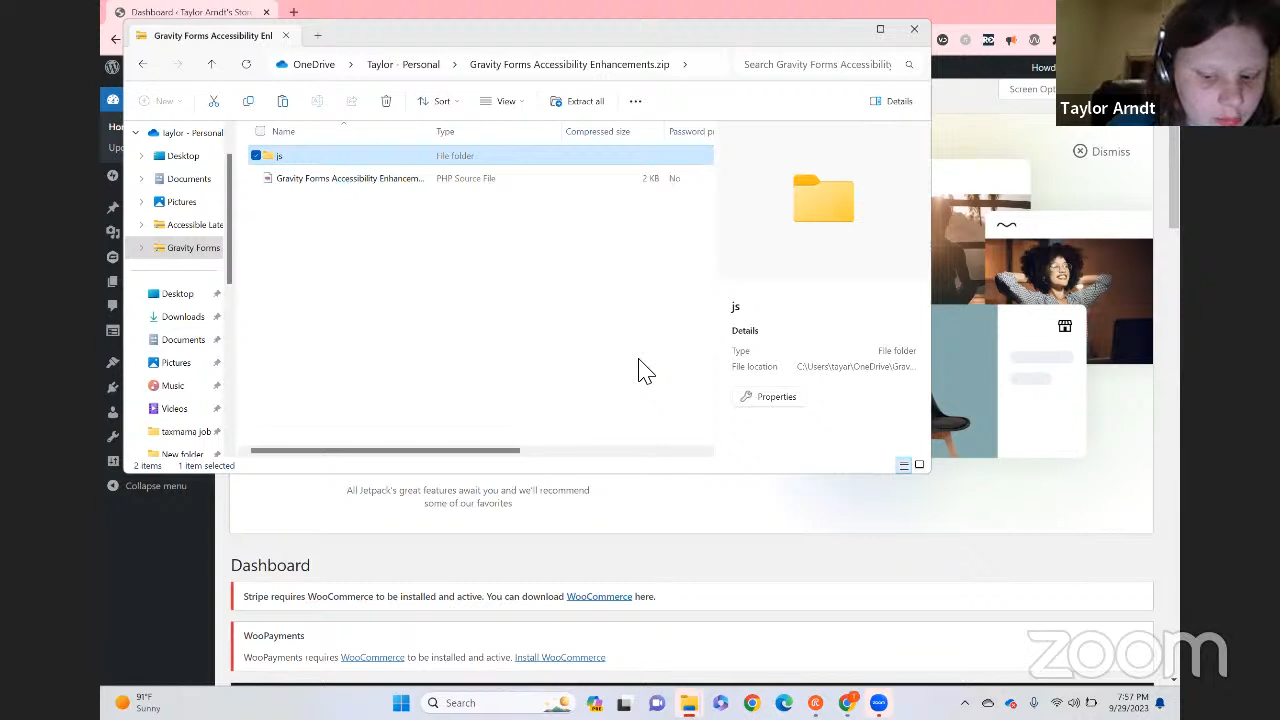 Dashboard ‹ Taylor Arndt's Stor
Gravity Forms Accessibility Enl
OneDrive
Taylor - Personal
Gravity Forms Accessibility Enhancements.zip
Search Gravity Forms Accessibility
New
Sort
View
Extract all
Details
Howd
Screen Opt
Taylor Arndt
Hom
Upd
Taylor - Personal
Desktop
Documents
Pictures
Accessible Late
Gravity Forms
Desktop
Downloads
Documents
Pictures
Music
Videos
taxmama job
New folder
Name
Type
Compressed size
Password p
js
File folder
Gravity Forms Accessibility Enhancem...
PHP Source File
2 KB
No
js
Details
Type
File folder
File location
C:\Users\tayar\OneDrive\Grav...
Properties
Dismiss
2 items
1 item selected
Collapse menu
All Jetpack's great features await you and we'll recommend
some of our favorites
Dashboard
Stripe requires WooCommerce to be installed and active. You can download WooCommerce here.
WooPayments
WooPayments requires WooCommerce to be installed and active. Install WooCommerce
zoom
91°F
Sunny
Search
7:57 PM
9/29/2023